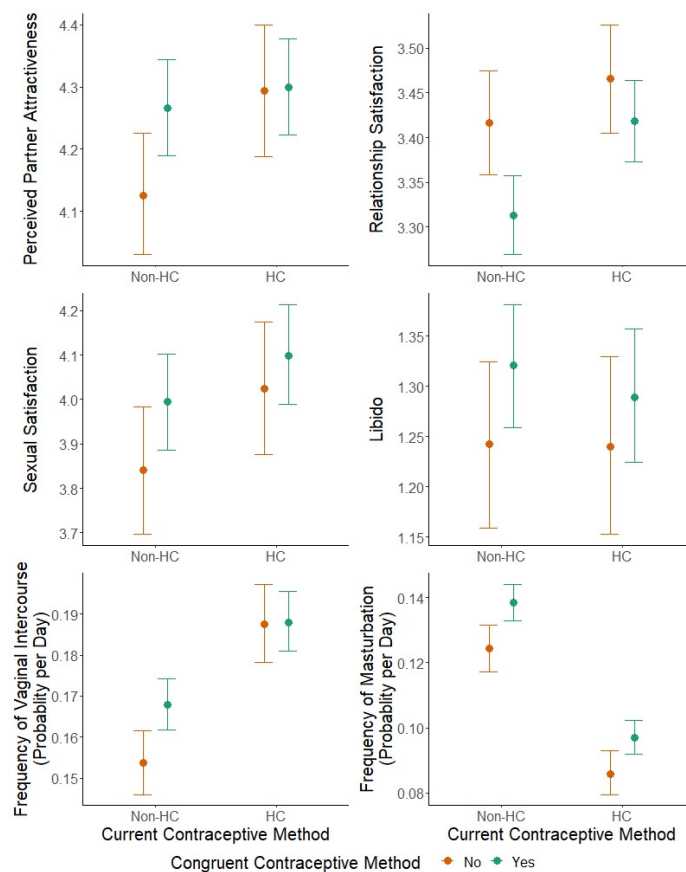 Perceived Partner Attractiveness
4.4
4.3
4.2
4.1
Non-HC HC
Relationship Satisfaction
3.50
3.45
3.40
3.35
3.30
Non-HC HC
Sexual Satisfaction
4.2
4.1
4.0
3.9
3.8
3.7
Non-HC HC
Libido
1.35
1.30
1.25
1.20
1.15
Non-HC HC
Frequency of Vaginal Intercourse
(Probablity per Day)
0.19
0.18
0.17
0.16
0.15
Non-HC HC
Current Contraceptive Method
Frequency of Masturbation
(Probablity per Day)
0.14
0.12
0.10
0.08
Non-HC HC
Current Contraceptive Method
Congruent Contraceptive Method No Yes